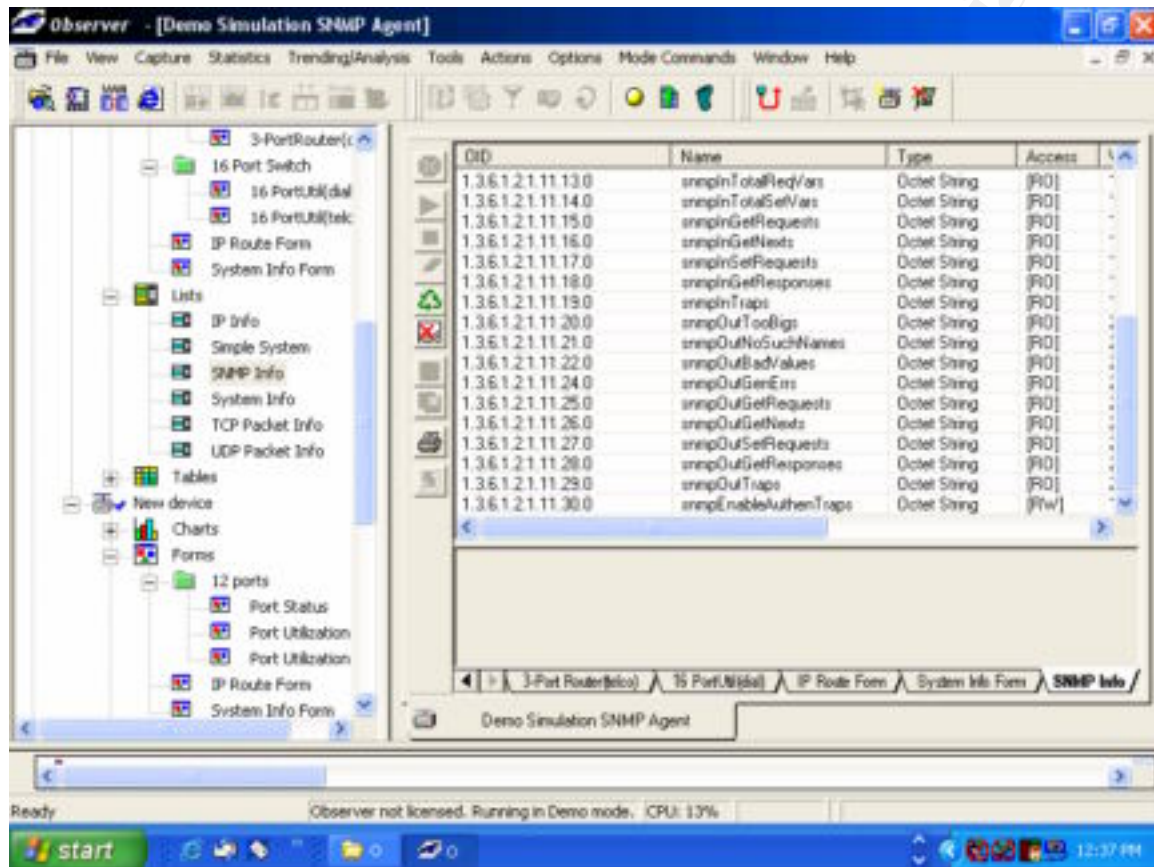 Observer - [Demo Simulation SNMP Agent]
File View Capture Statistics Trending/Analysis Tools Actions Options Mode Commands Window Help
3-PortRouter(c
16 Port Switch
16 PortUtil(dial
16 PortUtil(telc
IP Route Form
System Info Form
Lists
IP Info
Simple System
SNMP Info
System Info
TCP Packet Info
UDP Packet Info
Tables
New device
Charts
Forms
12 ports
Port Status
Port Utilization
Port Utilization
IP Route Form
System Info Form
OID Name Type Access
1.3.6.1.2.1.11.13.0 snmpInTotalReqVars Octet String [RO]
1.3.6.1.2.1.11.14.0 snmpInTotalSetVars Octet String [RO]
1.3.6.1.2.1.11.15.0 snmpInGetRequests Octet String [RO]
1.3.6.1.2.1.11.16.0 snmpInGetNexts Octet String [RO]
1.3.6.1.2.1.11.17.0 snmpInSetRequests Octet String [RO]
1.3.6.1.2.1.11.18.0 snmpInGetResponses Octet String [RO]
1.3.6.1.2.1.11.19.0 snmpInTraps Octet String [RO]
1.3.6.1.2.1.11.20.0 snmpOutTooBigs Octet String [RO]
1.3.6.1.2.1.11.21.0 snmpOutNoSuchNames Octet String [RO]
1.3.6.1.2.1.11.22.0 snmpOutBadValues Octet String [RO]
1.3.6.1.2.1.11.24.0 snmpOutGenErrs Octet String [RO]
1.3.6.1.2.1.11.25.0 snmpOutGetRequests Octet String [RO]
1.3.6.1.2.1.11.26.0 snmpOutGetNexts Octet String [RO]
1.3.6.1.2.1.11.27.0 snmpOutSetRequests Octet String [RO]
1.3.6.1.2.1.11.28.0 snmpOutGetResponses Octet String [RO]
1.3.6.1.2.1.11.29.0 snmpOutTraps Octet String [RO]
1.3.6.1.2.1.11.30.0 snmpEnableAuthenTraps Octet String [RW]
3-Port Router(telco) 16 PortUtil(dial) IP Route Form System Info Form SNMP Info
Demo Simulation SNMP Agent
Ready Observer not licensed. Running in Demo mode. CPU: 13%
start 12:37 PM